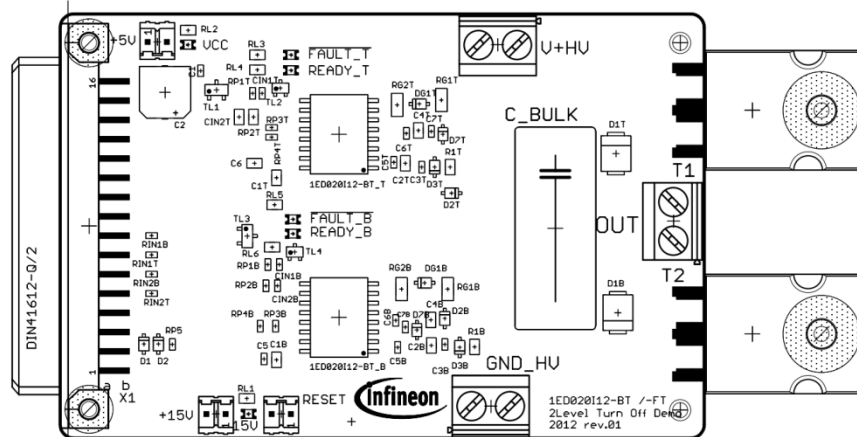 +5V
RL2
VCC
RL3
FAULT_T
RL4
READY_T
V+HV
16
C1
RP1T
CIN1T
TL1
TL2
RG2T
DG1T
RG1T
C4T
C_BULK
C2
CIN2T
RP2T
RP3T
C7T
D7T
D1T
RP4T
C6T
R1T
C6
C5T
C2T
C3T
D3T
T1
C1T
1ED020I12-BT_T
D2T
RL5
TL3
FAULT_B
READY_B
OUT
RIN1B
RL6
TL4
RIN1T
RP1B
CIN1B
T2
RIN2B
RP2B
CIN2B
RG2B
DG1B
RG1B
D1B
RIN2T
C4B
DIN41612-Q/2
RP4B
RP3B
C6B
C7B
D7B
D2B
RP5
D1
D2
C5
C1B
C5B
C2B
R1B
C3B
D3B
1ED020I12-BT_B
1
GND_HV
a b
X1
RL1
RESET
+15V
15V
infineon
1ED020I12-BT /-FT
2Level Turn Off Demo
2012 rev.01